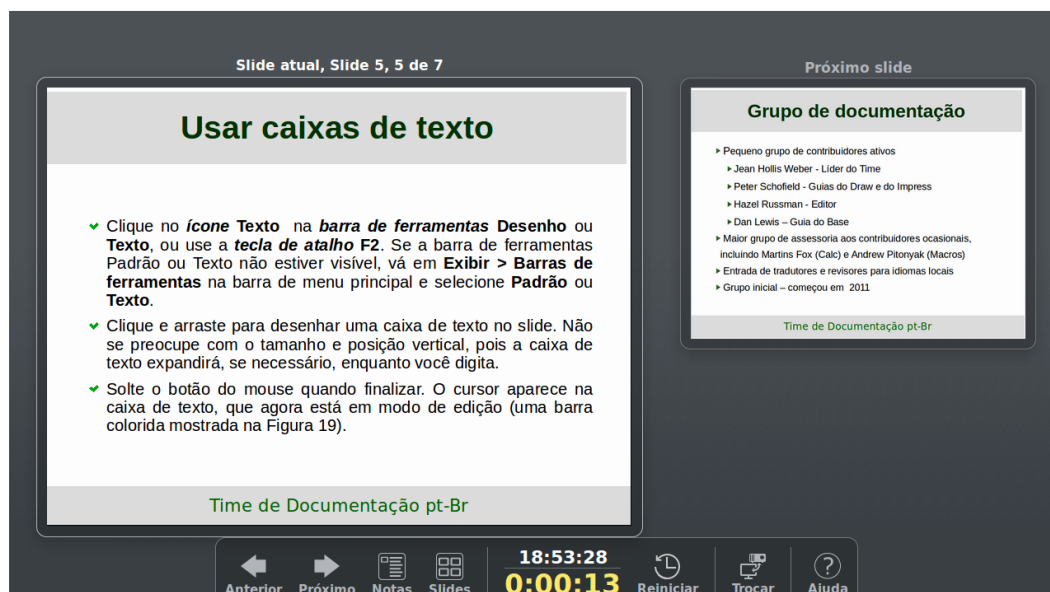 Slide atual, Slide 5, 5 de 7
Usar caixas de texto
Clique no ícone Texto na barra de ferramentas Desenho ou
Texto, ou use a tecla de atalho F2. Se a barra de ferramentas
Padrão ou Texto não estiver visível, vá em Exibir > Barras de
ferramentas na barra de menu principal e selecione Padrão ou
Texto.
Clique e arraste para desenhar uma caixa de texto no slide. Não
se preocupe com o tamanho e posição vertical, pois a caixa de
texto expandirá, se necessário, enquanto você digita.
Solte o botão do mouse quando finalizar. O cursor aparece na
caixa de texto, que agora está em modo de edição (uma barra
colorida mostrada na Figura 19).
Time de Documentação pt-Br
Próximo slide
Grupo de documentação
Pequeno grupo de contribuidores ativos
Jean Hollis Weber - Líder do Time
Peter Schofield - Guias do Draw e do Impress
Hazel Russman - Editor
Dan Lewis – Guia do Base
Maior grupo de assessoria aos contribuidores ocasionais,
incluindo Martins Fox (Calc) e Andrew Pitonyak (Macros)
Entrada de tradutores e revisores para idiomas locais
Grupo inicial – começou em 2011
Time de Documentação pt-Br
Anterior
Próximo
Notas
Slides
18:53:28
0:00:13
Reiniciar
Trocar
Ajuda